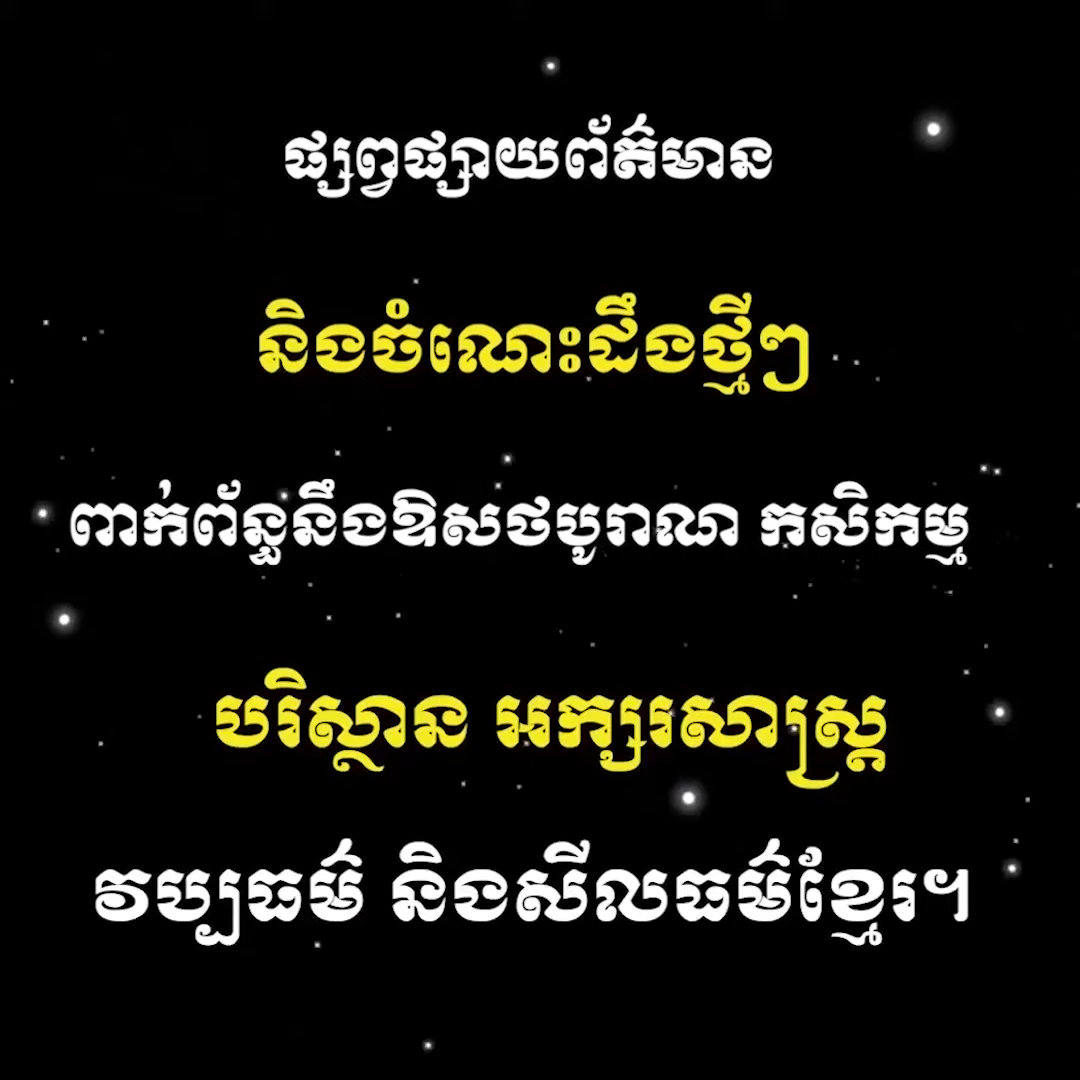 ផ្សព្វផ្សាយព័ត៌មាន
និងចំណេះដឹងថ្មីៗ
ពាក់ព័ន្ធនឹងឱសថបូរាណ កសិកម្ម
បរិស្ថាន អក្សរសាស្ត្រ
វប្បធម៌ និងសីលធម៌ខ្មែរ។